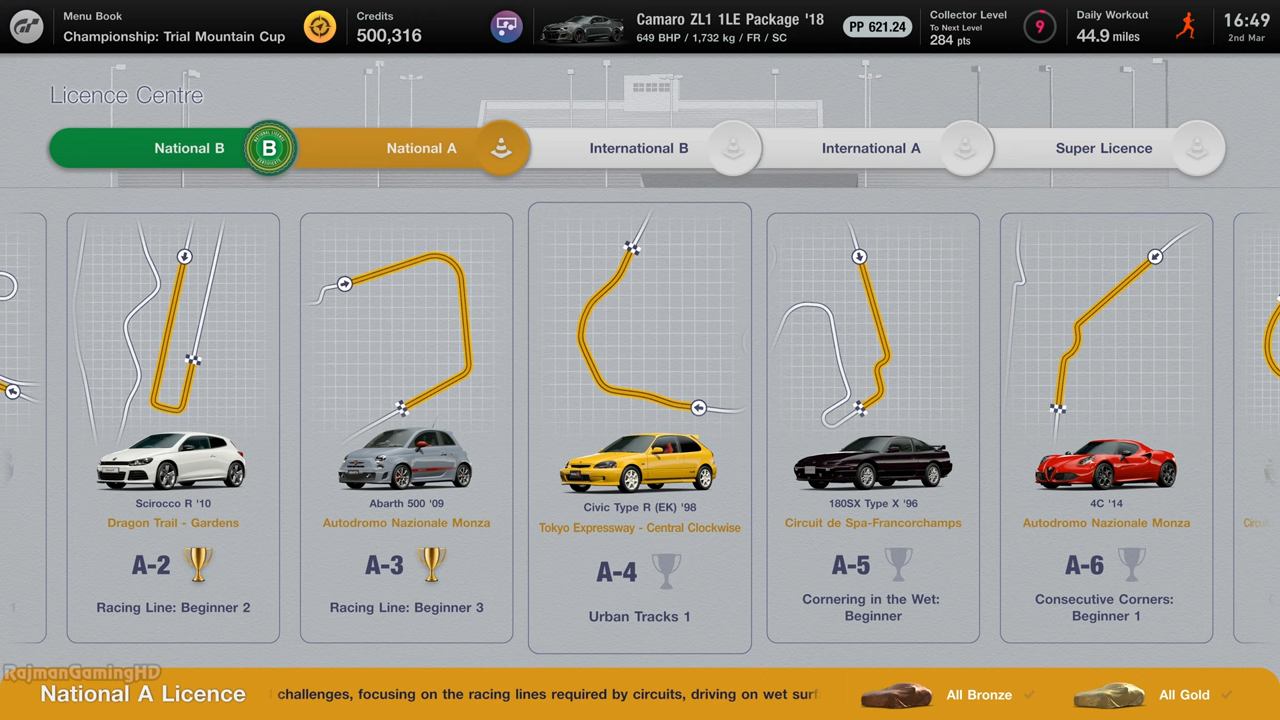 Menu Book
Championship: Trial Mountain Cup
Credits
500,316
Camaro ZL1 1LE Package '18
649 BHP / 1,732 kg / FR / SC
PP 621.24
Collector Level
To Next Level
284 pts
9
Daily Workout
44.9 miles
16:49
2nd Mar
Licence Centre
National B
B
National A
International B
International A
Super Licence
Scirocco R '10
Dragon Trail - Gardens
A-2
Racing Line: Beginner 2
Abarth 500 '09
Autodromo Nazionale Monza
A-3
Racing Line: Beginner 3
Civic Type R (EK) '98
Tokyo Expressway - Central Clockwise
A-4
Urban Tracks 1
180SX Type X '96
Circuit de Spa-Francorchamps
A-5
Cornering in the Wet:
Beginner
4C '14
Autodromo Nazionale Monza
A-6
Consecutive Corners:
Beginner 1
RajmanGamingHD
National A Licence
challenges, focusing on the racing lines required by circuits, driving on wet surf
All Bronze
All Gold